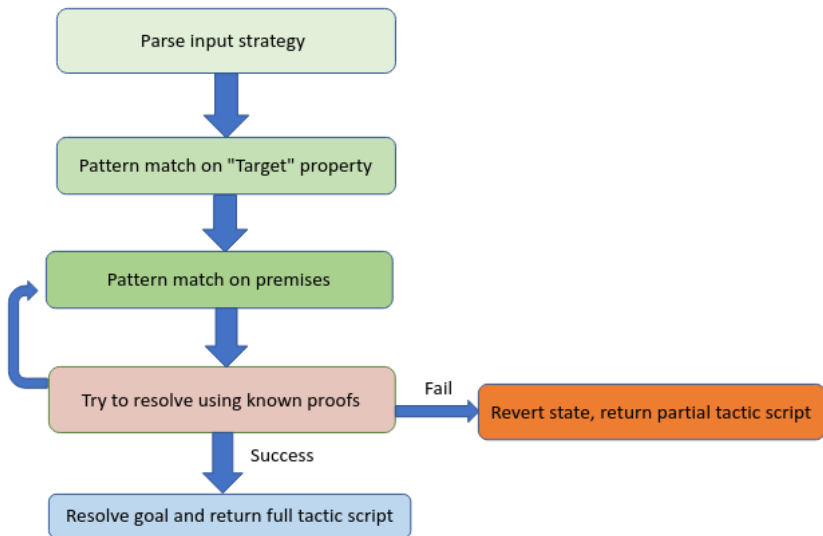 Parse input strategy
Pattern match on "Target" property
Pattern match on premises
Try to resolve using known proofs
Fail
Revert state, return partial tactic script
Success
Resolve goal and return full tactic script